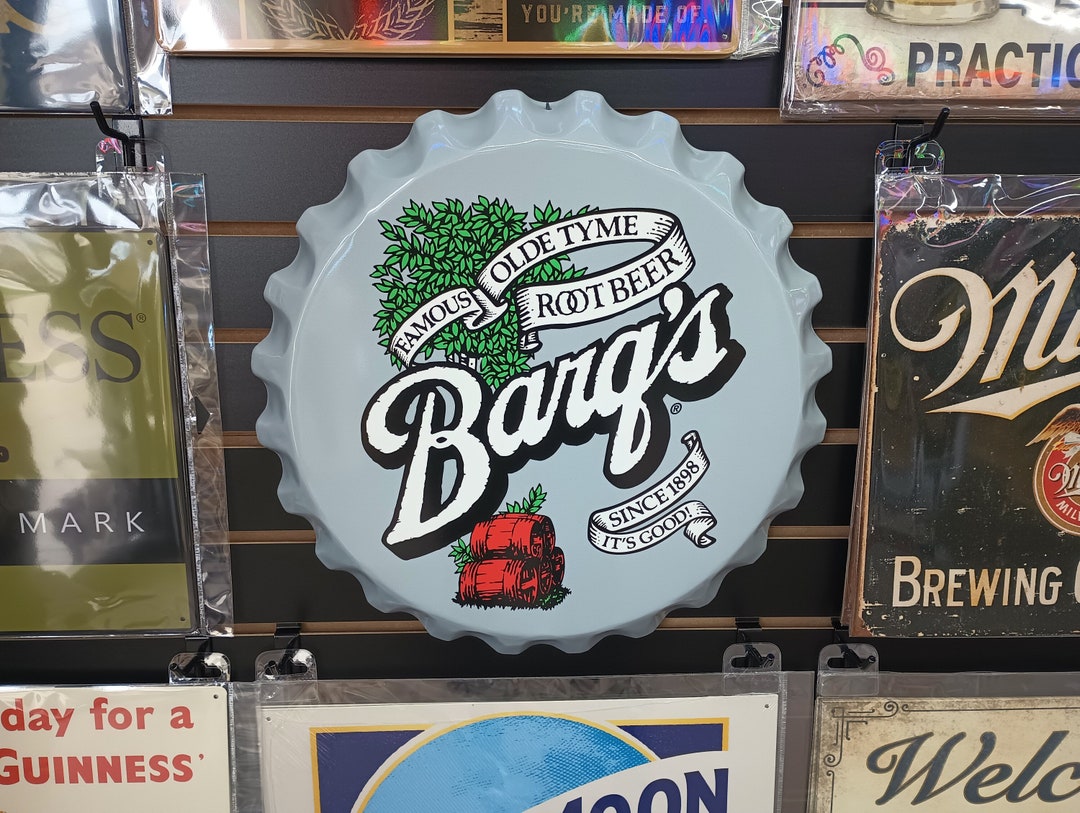 YOU'RE MADE OF.
PRACTIC
FAMOUS OLDE TYME
ROOT BEER
Barq's®
SINCE 1898
IT'S GOOD!
ESS®
MARK
BREWING
day for a
GUINNESS'
MOON
Welc